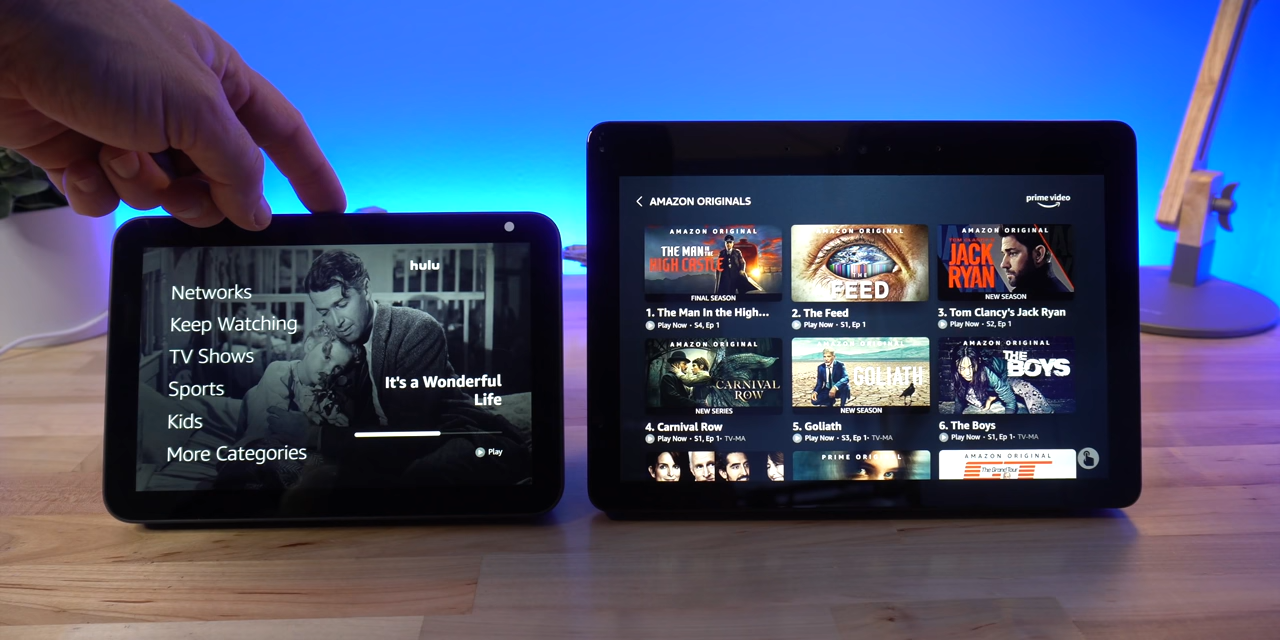 hulu
Networks
Keep Watching
TV Shows
Sports
Kids
More Categories
It's a Wonderful
Life
Play
AMAZON ORIGINALS
prime video
AMAZON ORIGINAL
THE MAN IN THE
HIGH CASTLE
FINAL SEASON
1. The Man In the High...
Play Now · S4, Ep 1
AMAZON ORIGINAL
THE
FEED
2. The Feed
Play Now · S1, Ep 1
AMAZON ORIGINAL
TOM CLANCY'S
JACK
RYAN
NEW SEASON
3. Tom Clancy's Jack Ryan
Play Now · S2, Ep 1
AMAZON ORIGINAL
CARNIVAL
ROW
NEW SERIES
4. Carnival Row
Play Now · S1, Ep 1 · TV-MA
AMAZON ORIGINAL
GOLIATH
NEW SEASON
5. Goliath
Play Now · S3, Ep 1 · TV-MA
AMAZON ORIGINAL
THE
BOYS
6. The Boys
Play Now · S1, Ep 1 · TV-MA
PRIME ORIGINAL
AMAZON ORIGINAL
The Grand Tour